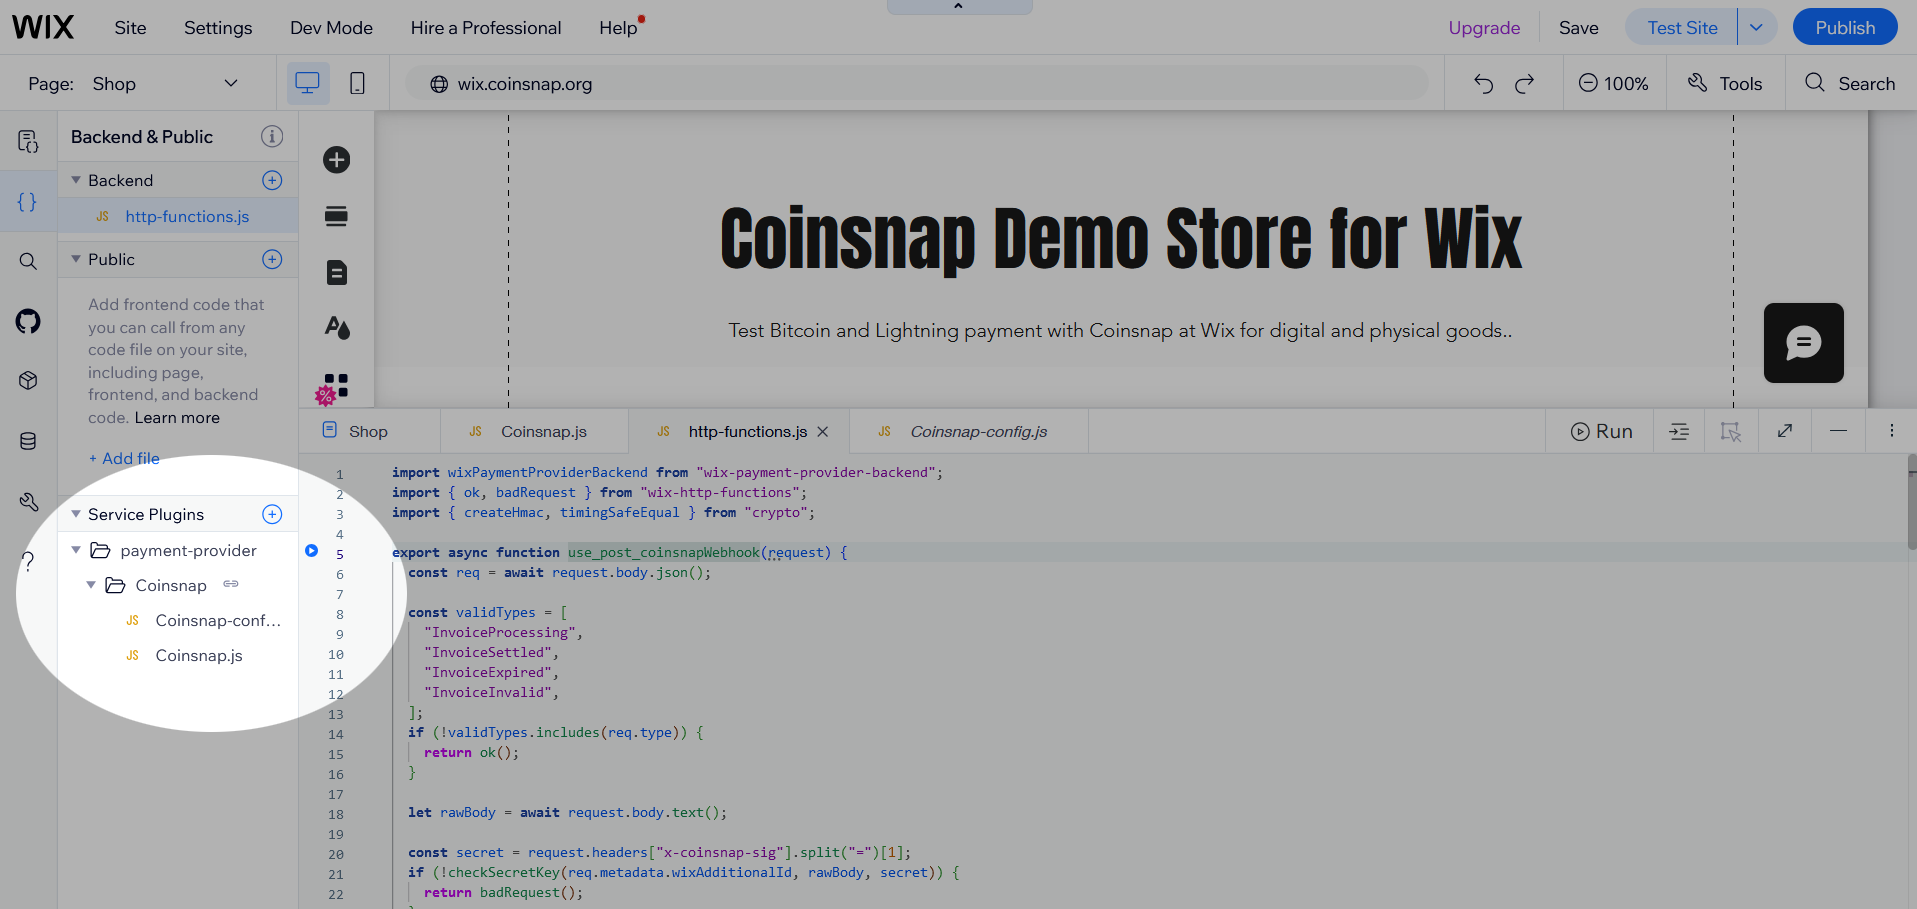 WIX Site Settings Dev Mode Hire a Professional Help Upgrade Save Test Site Publish
Page: Shop wix.coinsnap.org 100% Tools Search
Backend & Public
Backend
JS http-functions.js
Public
Add frontend code that
you can call from any
code file on your site,
including page,
frontend, and backend
code. Learn more
+ Add file
Service Plugins
payment-provider
Coinsnap
JS Coinsnap-conf...
JS Coinsnap.js
Coinsnap Demo Store for Wix
Test Bitcoin and Lightning payment with Coinsnap at Wix for digital and physical goods..
Shop JS Coinsnap.js JS http-functions.js JS Coinsnap-config.js Run
1 import wixPaymentProviderBackend from "wix-payment-provider-backend";
2 import { ok, badRequest } from "wix-http-functions";
3 import { createHmac, timingSafeEqual } from "crypto";
4
5 export async function use_post_coinsnapWebhook(request) {
6 const req = await request.body.json();
7
8 const validTypes = [
9 "InvoiceProcessing",
10 "InvoiceSettled",
11 "InvoiceExpired",
12 "InvoiceInvalid",
13 ];
14 if (!validTypes.includes(req.type)) {
15 return ok();
16 }
17
18 let rawBody = await request.body.text();
19
20 const secret = request.headers["x-coinsnap-sig"].split("=")[1];
21 if (!checkSecretKey(req.metadata.wixAdditionalId, rawBody, secret)) {
22 return badRequest();